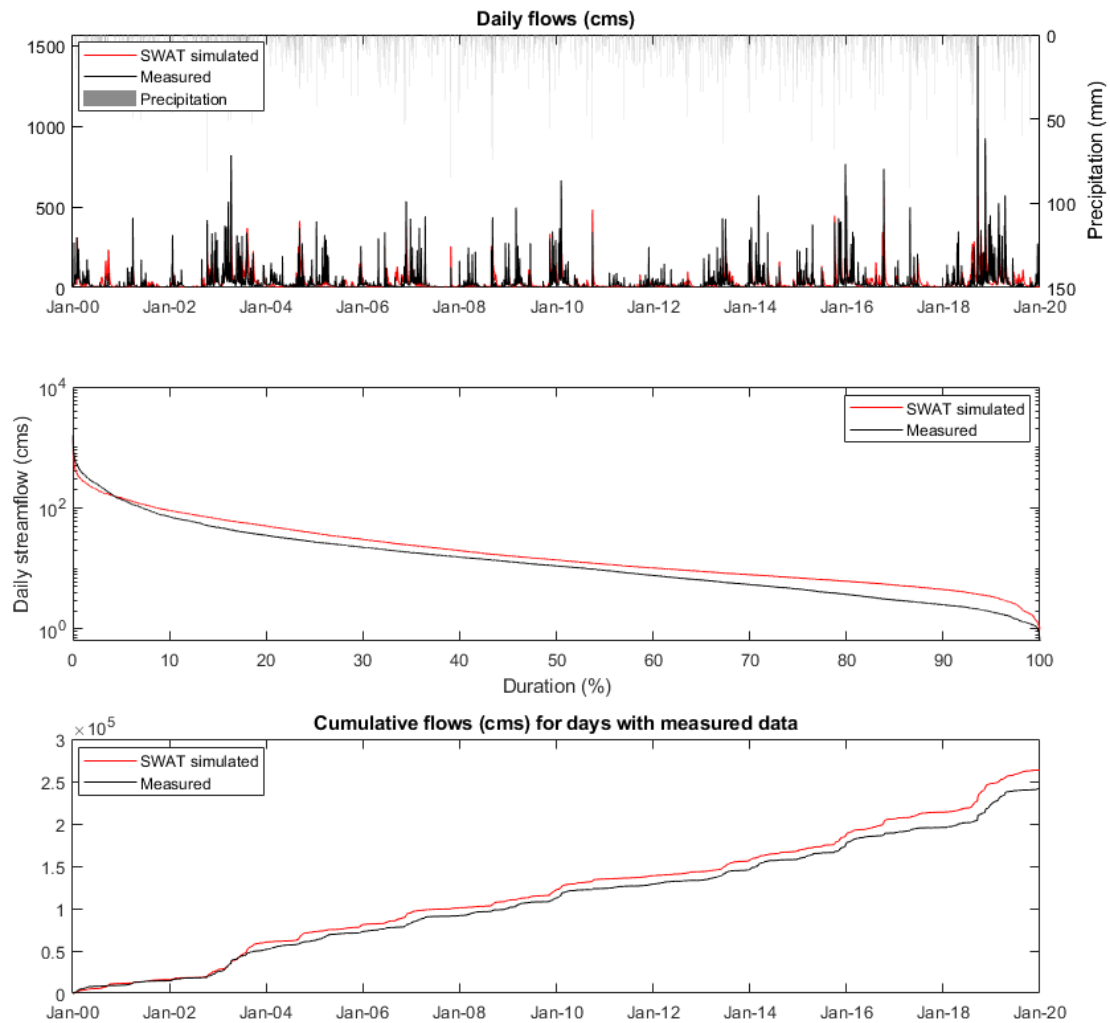 Daily flows (cms)
SWAT simulated
Measured
Precipitation
1500
1000
500
0
0
50
100
150
Precipitation (mm)
Jan-00 Jan-02 Jan-04 Jan-06 Jan-08 Jan-10 Jan-12 Jan-14 Jan-16 Jan-18 Jan-20
Daily streamflow (cms)
10^4
10^2
10^0
SWAT simulated
Measured
0 10 20 30 40 50 60 70 80 90 100
Duration (%)
Cumulative flows (cms) for days with measured data
×10^5
SWAT simulated
Measured
3
2.5
2
1.5
1
0.5
0
Jan-00 Jan-02 Jan-04 Jan-06 Jan-08 Jan-10 Jan-12 Jan-14 Jan-16 Jan-18 Jan-20